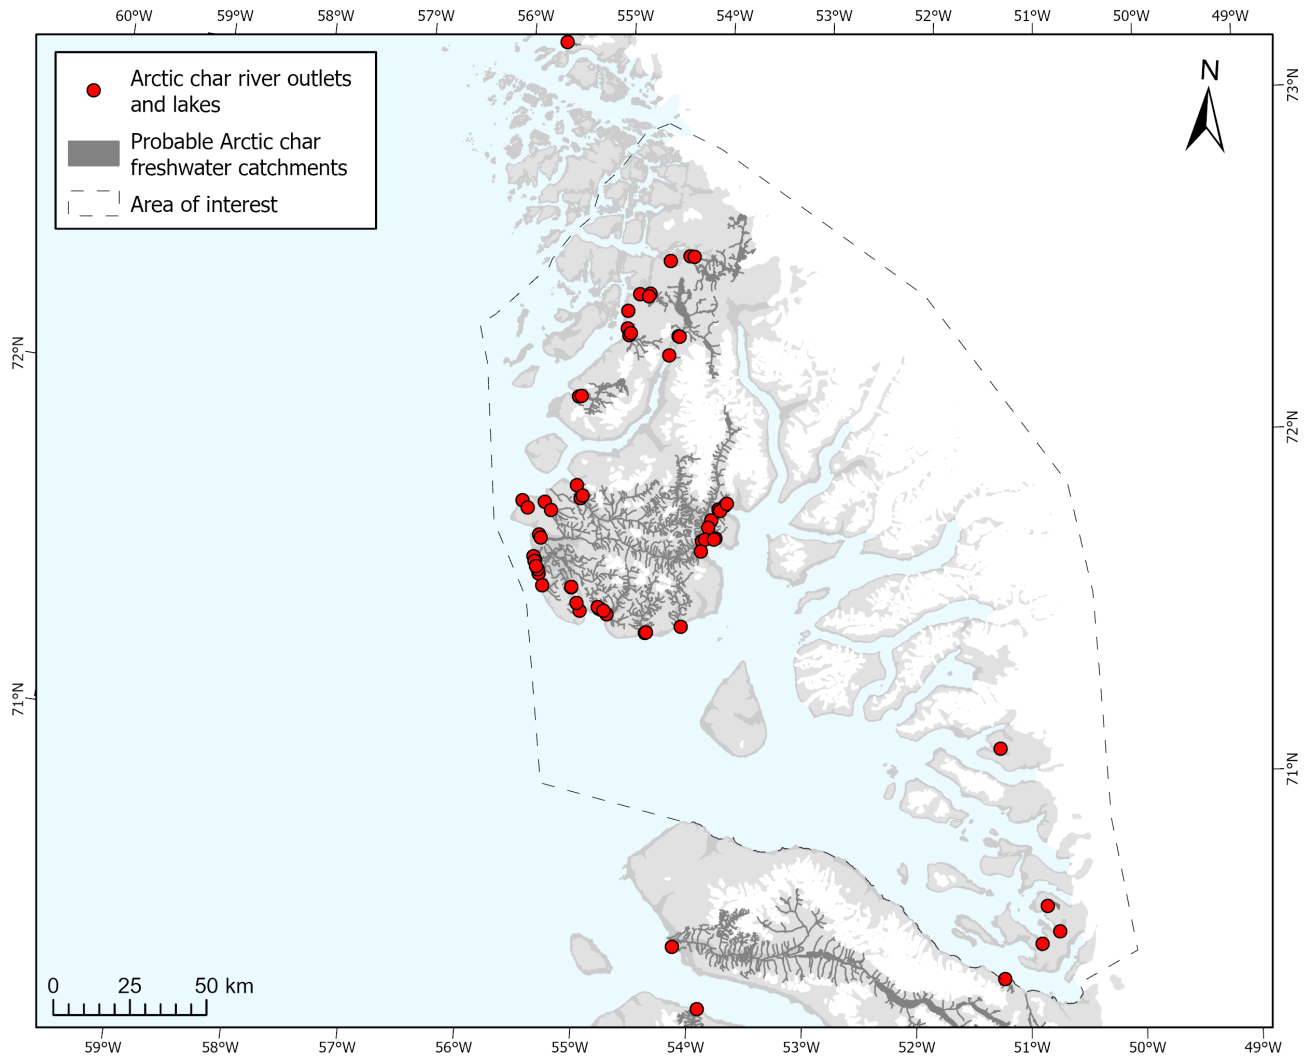 60°W 59°W 58°W 57°W 56°W 55°W 54°W 53°W 52°W 51°W 50°W 49°W
Arctic char river outlets
and lakes
Probable Arctic char
freshwater catchments
Area of interest
N
73°N
72°N
72°N
71°N
71°N
0 25 50 km
59°W 58°W 57°W 56°W 55°W 54°W 53°W 52°W 51°W 50°W 49°W